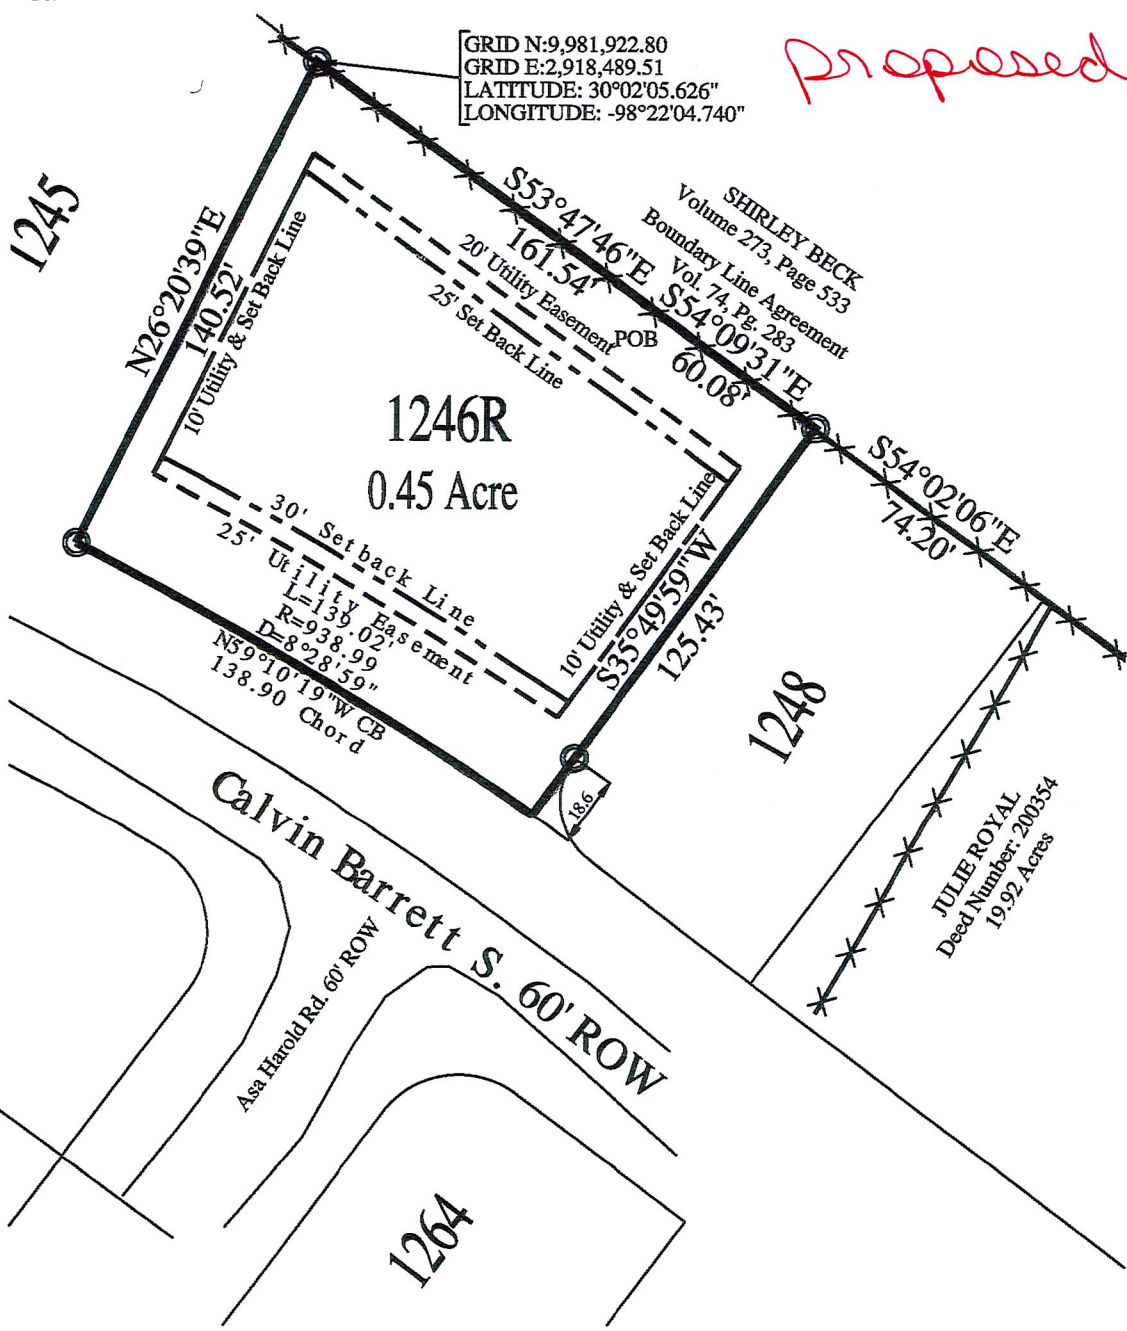 GRID N:9,981,922.80
GRID E:2,918,489.51
LATITUDE: 30°02'05.626"
LONGITUDE: -98°22'04.740"
proposed
1245
N26°20'39"E
140.52'
10' Utility & Set Back Line
S53°47'46"E
161.54'
20' Utility Easement
25' Set Back Line
SHIRLEY BECK
Volume 273, Page 533
Boundary Line Agreement
Vol. 74, Pg. 283
POB
S54°09'31"E
60.08'
1246R
0.45 Acre
S54°02'06"E
74.20'
30' Setback Line
25' Utility Easement
L=139.02'
R=938.99
D=8°28'59"
N59°10'19"W CB
138.90 Chord
10' Utility & Set Back Line
S35°49'59"W
125.43'
18.6
1248
JULIE ROYAL
Deed Number: 200354
19.92 Acres
Calvin Barrett S. 60' ROW
Asa Harold Rd. 60' ROW
1264